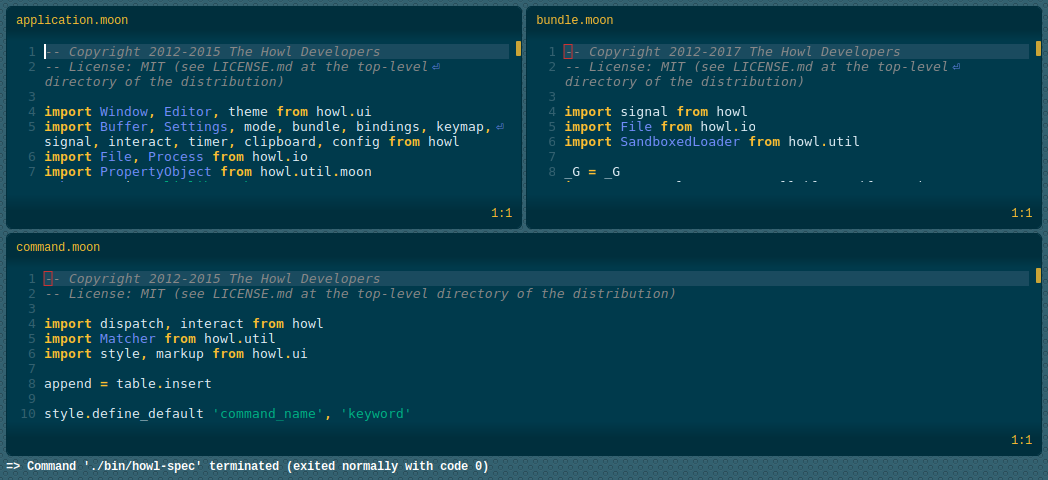 application.moon
1 -- Copyright 2012-2015 The Howl Developers
2 -- License: MIT (see LICENSE.md at the top-level⏎
directory of the distribution)
3
4 import Window, Editor, theme from howl.ui
5 import Buffer, Settings, mode, bundle, bindings, keymap,⏎
signal, interact, timer, clipboard, config from howl
6 import File, Process from howl.io
7 import PropertyObject from howl.util.moon
1:1
bundle.moon
1 -- Copyright 2012-2017 The Howl Developers
2 -- License: MIT (see LICENSE.md at the top-level⏎
directory of the distribution)
3
4 import signal from howl
5 import File from howl.io
6 import SandboxedLoader from howl.util
7
8 _G = _G
1:1
command.moon
1 -- Copyright 2012-2015 The Howl Developers
2 -- License: MIT (see LICENSE.md at the top-level directory of the distribution)
3
4 import dispatch, interact from howl
5 import Matcher from howl.util
6 import style, markup from howl.ui
7
8 append = table.insert
9
10 style.define_default 'command_name', 'keyword'
1:1
=> Command './bin/howl-spec' terminated (exited normally with code 0)